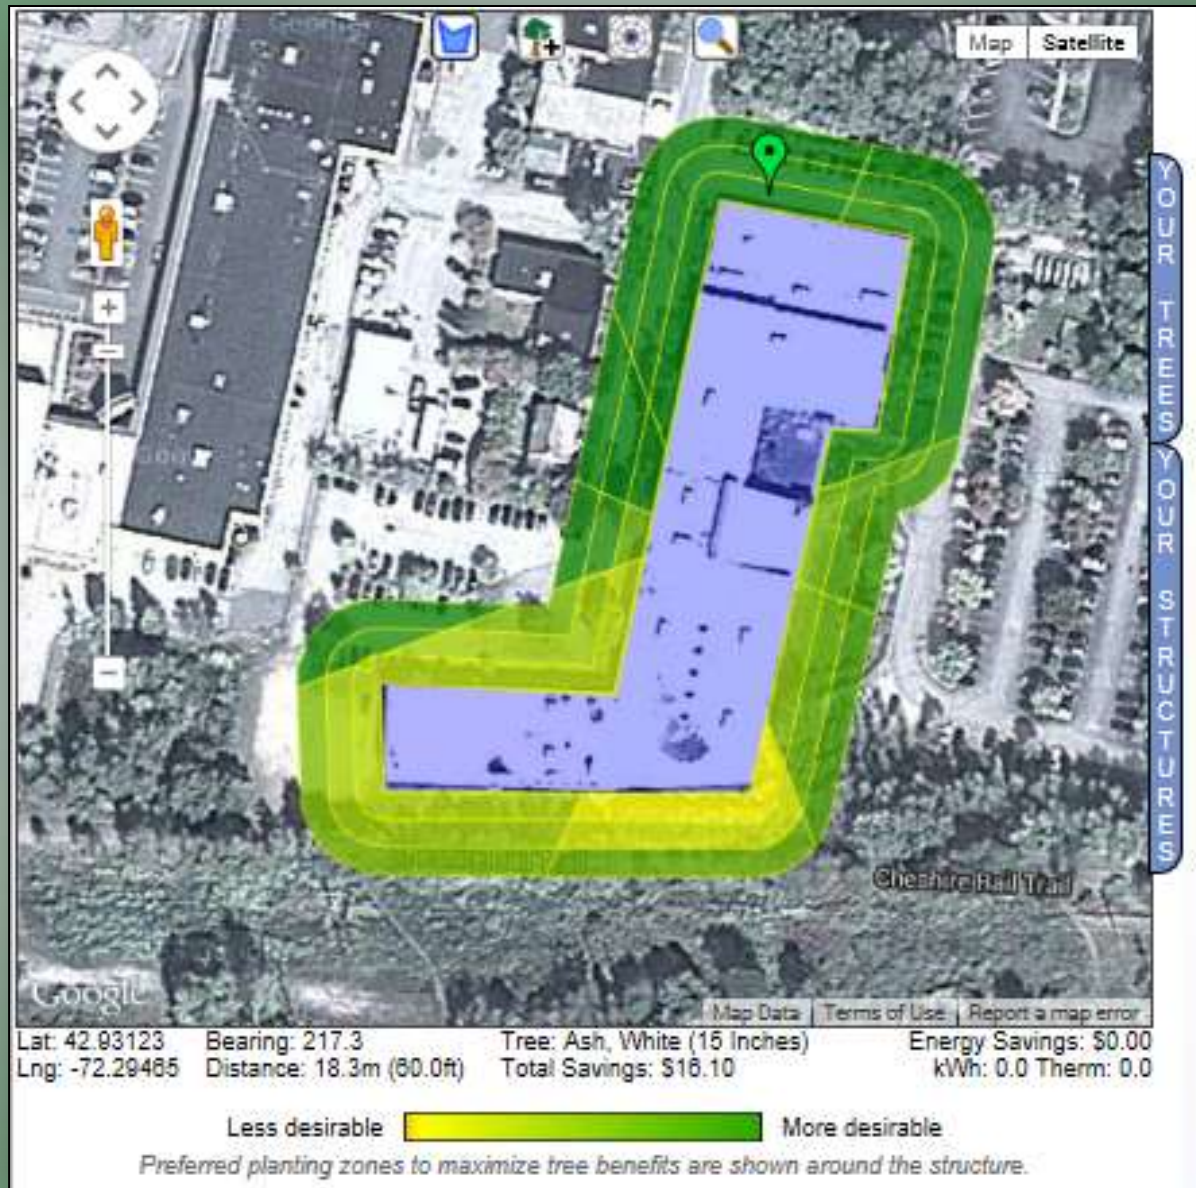 Map Satellite
YOUR TREES
YOUR STRUCTURES
Cheshire Rail Trail
Google
Map Data Terms of Use Report a map error
Lat: 42.93123 Bearing: 217.3 Tree: Ash, White (15 Inches) Energy Savings: $0.00
Lng: -72.29465 Distance: 18.3m (60.0ft) Total Savings: $16.10 kWh: 0.0 Therm: 0.0
Less desirable More desirable
Preferred planting zones to maximize tree benefits are shown around the structure.